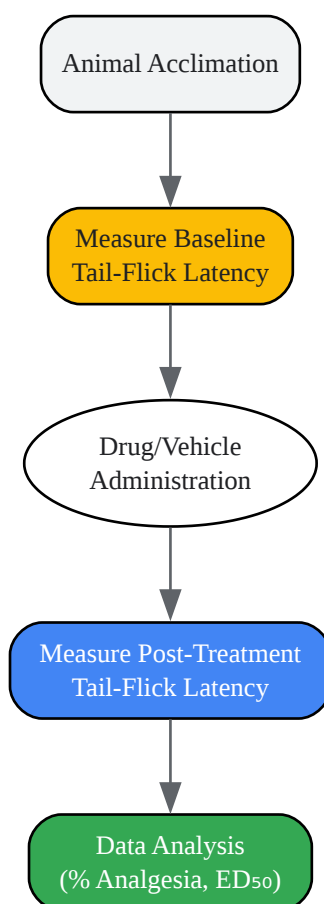 Animal Acclimation
Measure Baseline
Tail-Flick Latency
Drug/Vehicle
Administration
Measure Post-Treatment
Tail-Flick Latency
Data Analysis
(% Analgesia, ED₅₀)